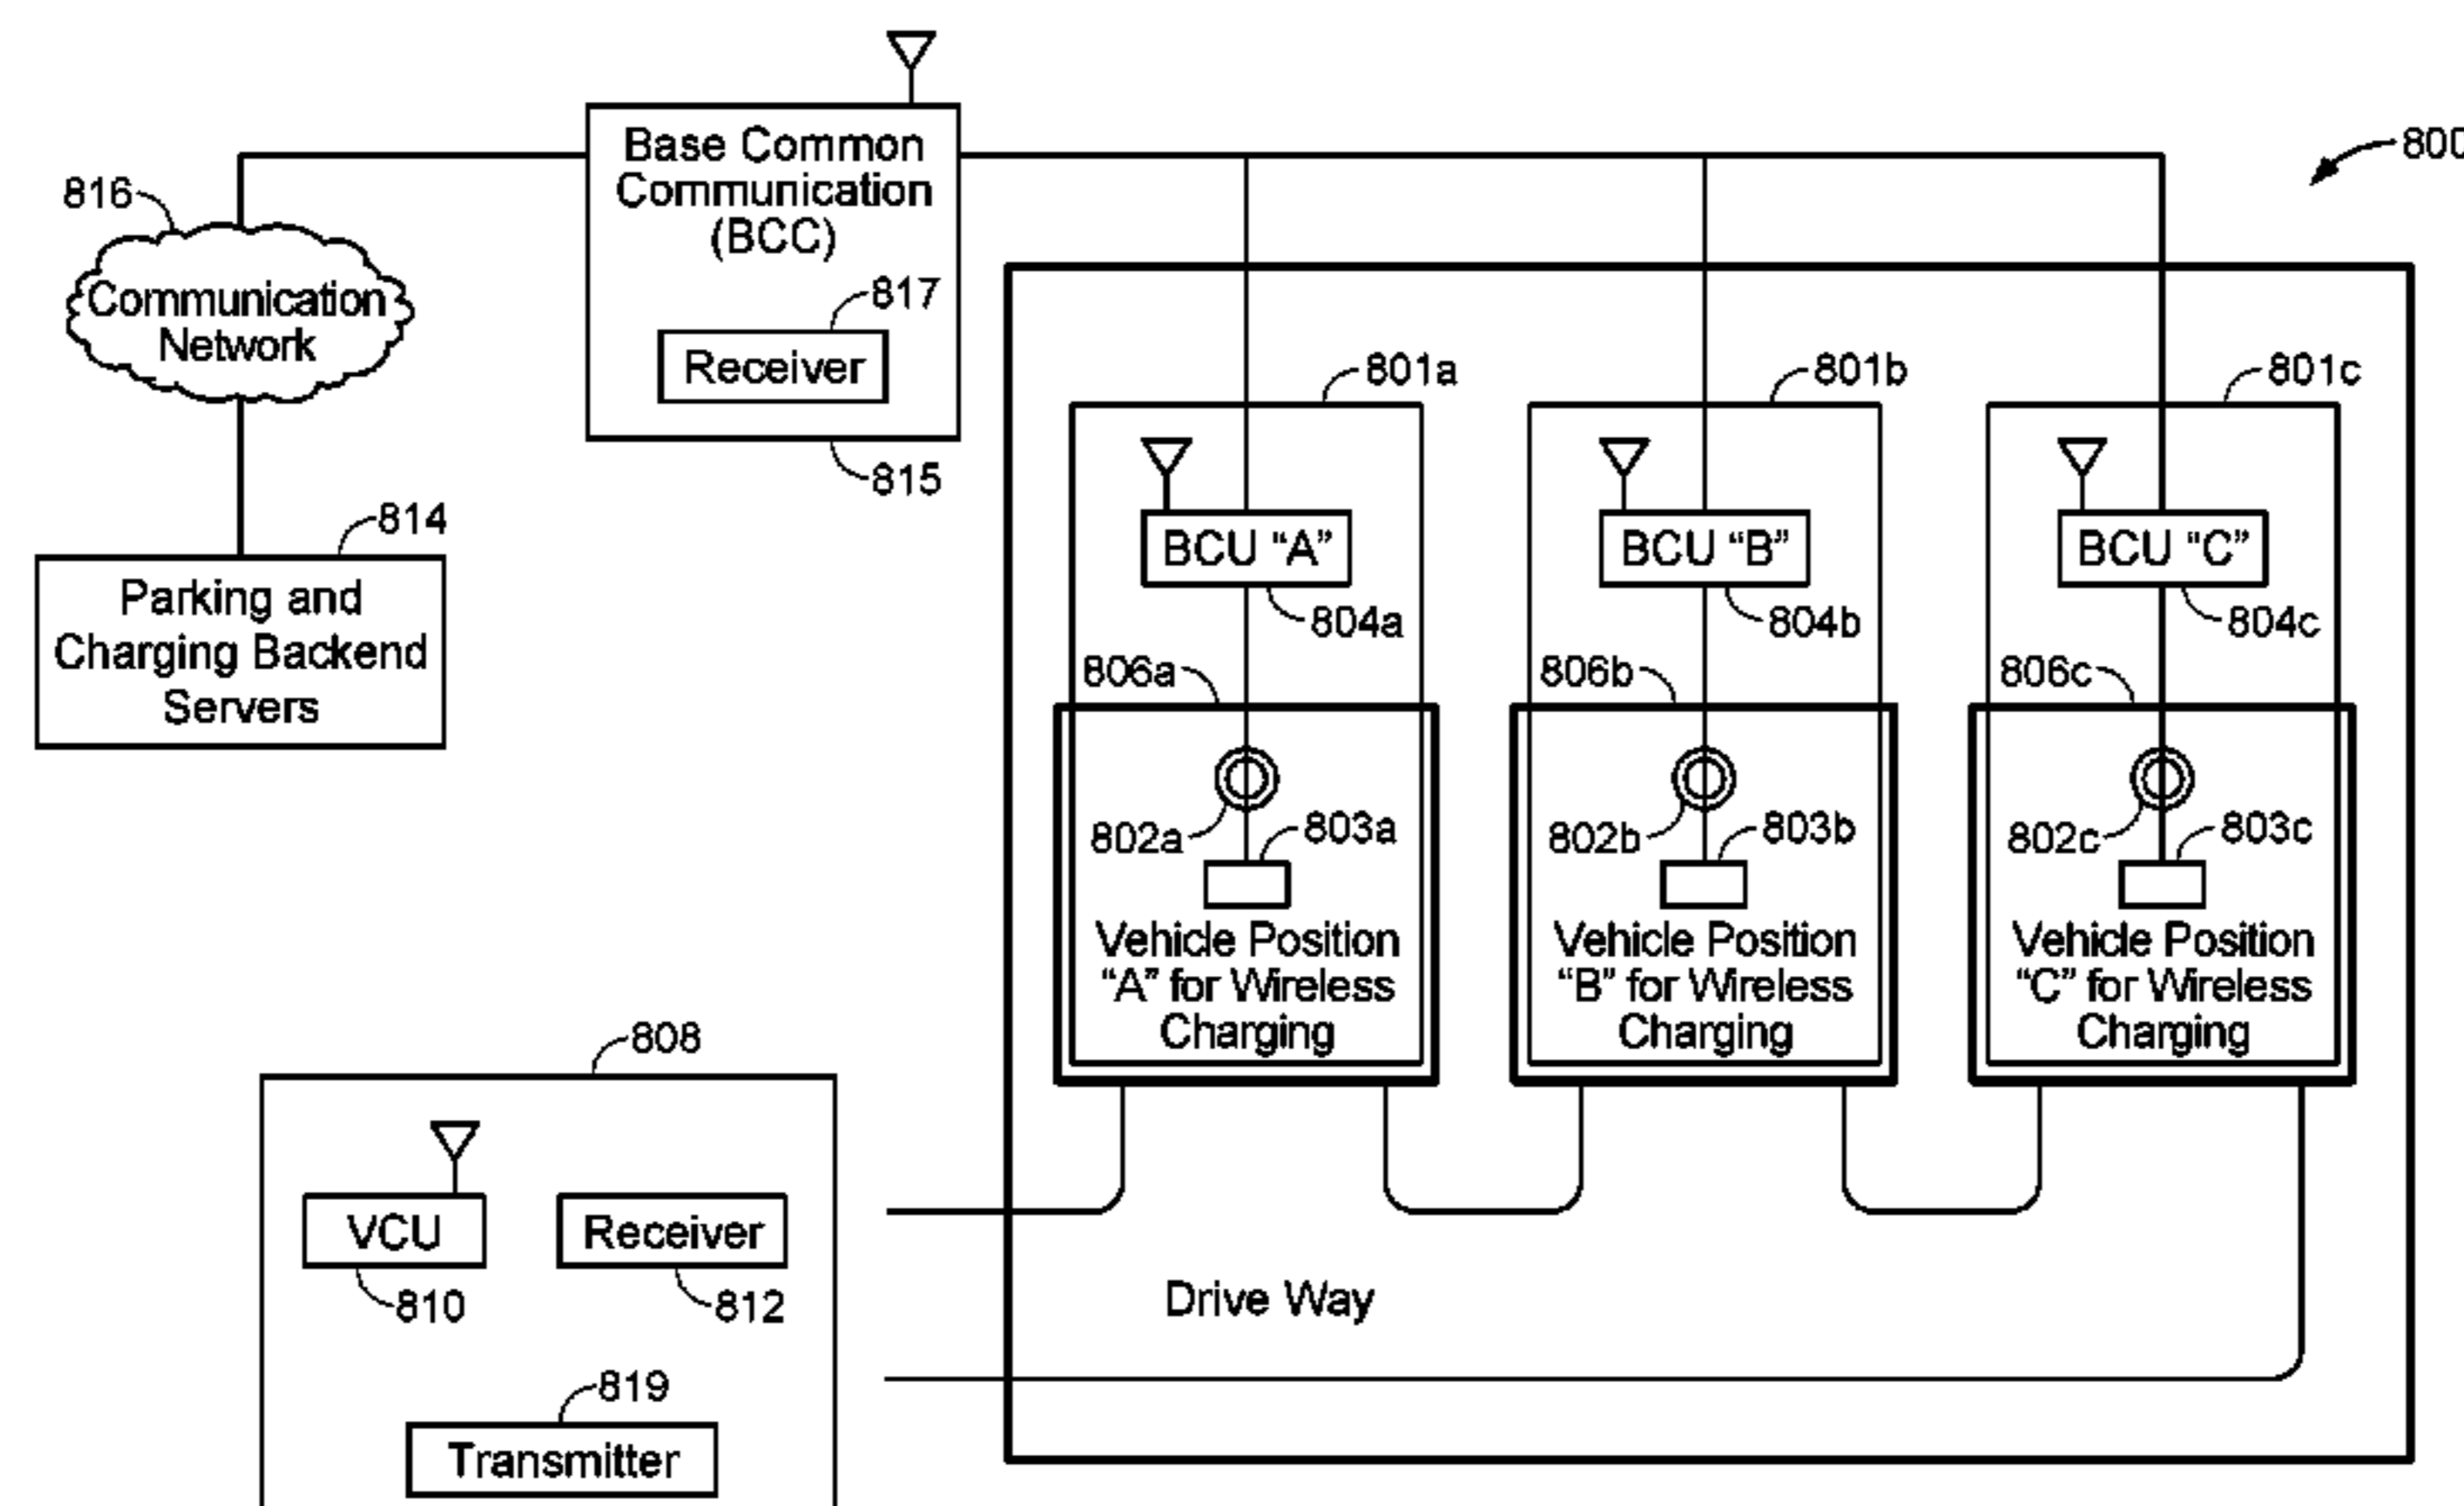 800
Base Common
Communication
(BCC)
816
817
Communication
Network
Receiver
801a
801b
801c
815
814
BCU “A”
BCU “B”
BCU “C”
Parking and
Charging Backend
Servers
804a
804b
804c
806a
806b
806c
802a
803a
802b
803b
802c
803c
Vehicle Position
“A” for Wireless
Charging
Vehicle Position
“B” for Wireless
Charging
Vehicle Position
“C” for Wireless
Charging
808
VCU
Receiver
810
812
Drive Way
819
Transmitter